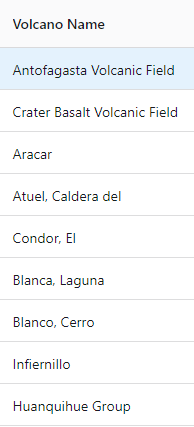 Volcano Name
Antofagasta Volcanic Field
Crater Basalt Volcanic Field
Aracar
Atuel, Caldera del
Condor, El
Blanca, Laguna
Blanco, Cerro
Infiernillo
Huanquihue Group